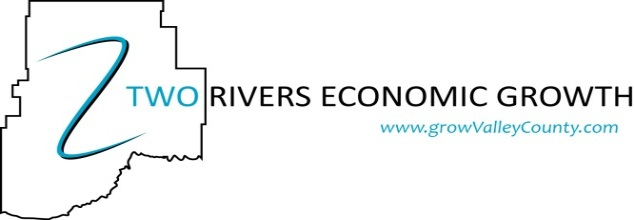 TWO RIVERS ECONOMIC GROWTH
www.growValleyCounty.com